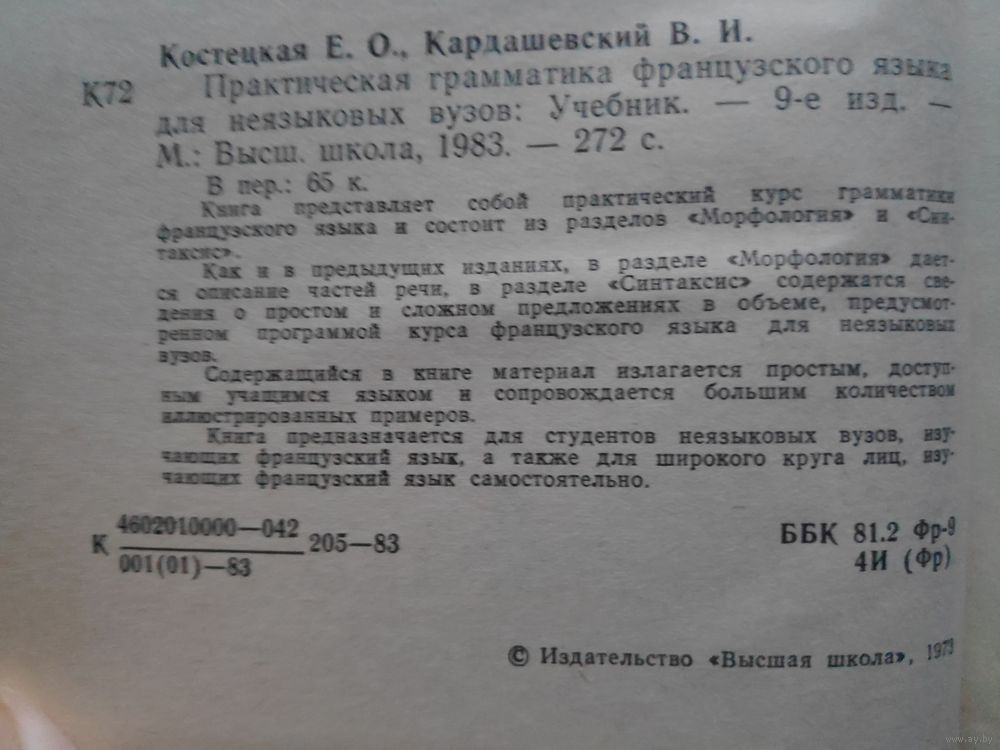 Костецкая Е. О., Кардашевский В. И.
К72 Практическая грамматика французского языка
для неязыковых вузов: Учебник. — 9-е изд. —
М.: Высш. школа, 1983. — 272 с.
В пер.: 65 к.
Книга представляет собой практический курс грамматики
французского языка и состоит из разделов «Морфология» и «Син-
таксис».
Как и в предыдущих изданиях, в разделе «Морфология» дает-
ся описание частей речи, в разделе «Синтаксис» содержатся све-
дения о простом и сложном предложениях в объеме, предусмот-
ренном программой курса французского языка для неязыковых
вузов.
Содержащийся в книге материал излагается простым, доступ-
ным учащимся языком и сопровождается большим количеством
иллюстрированных примеров.
Книга предназначается для студентов неязыковых вузов, изу-
чающих французский язык, а также для широкого круга лиц, изу-
чающих французский язык самостоятельно.
4602010000—042
К 205—83
001(01)—83
ББК 81.2 Фр-9
4И (Фр)
© Издательство «Высшая школа», 1979
www.ay.by